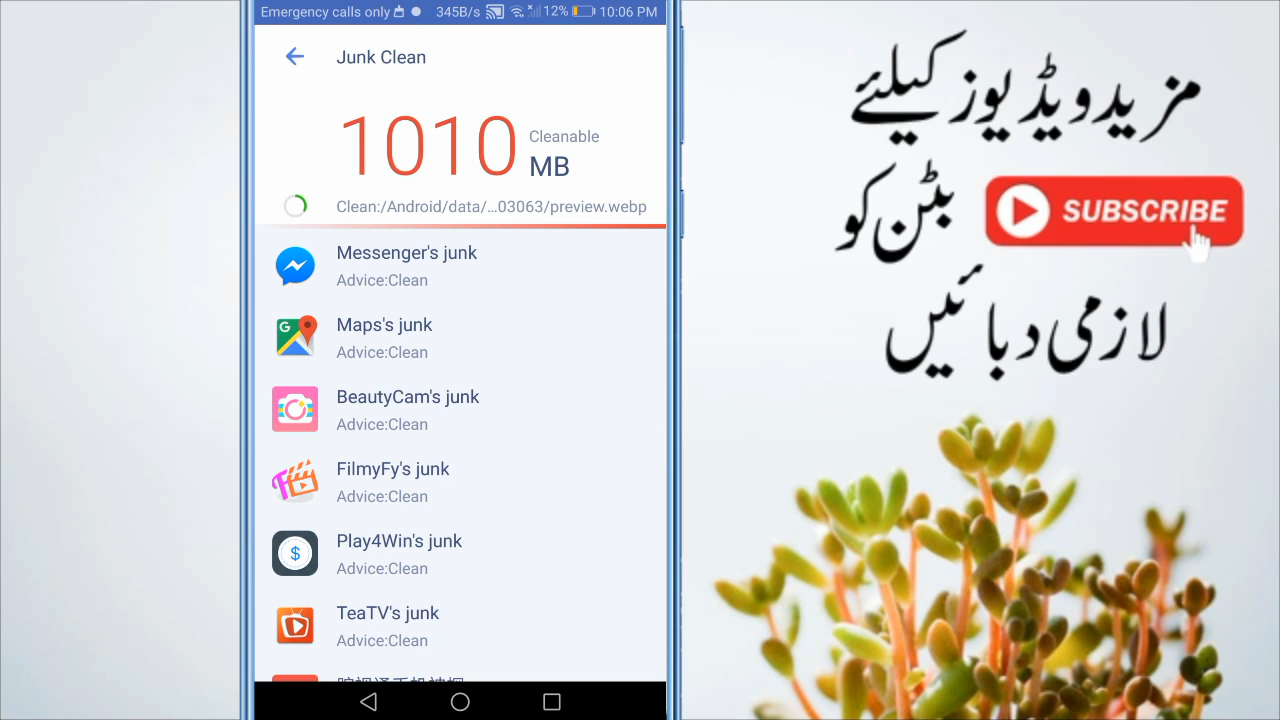 Emergency calls only 345B/s 12% 10:06 PM
Junk Clean
1010 Cleanable MB
Clean:/Android/data/...03063/preview.webp
Messenger's junk
Advice:Clean
Maps's junk
Advice:Clean
BeautyCam's junk
Advice:Clean
FilmyFy's junk
Advice:Clean
Play4Win's junk
Advice:Clean
TeaTV's junk
Advice:Clean
مزید ویڈیوز کیلئے
SUBSCRIBE بٹن کو
لازمی دبائیں